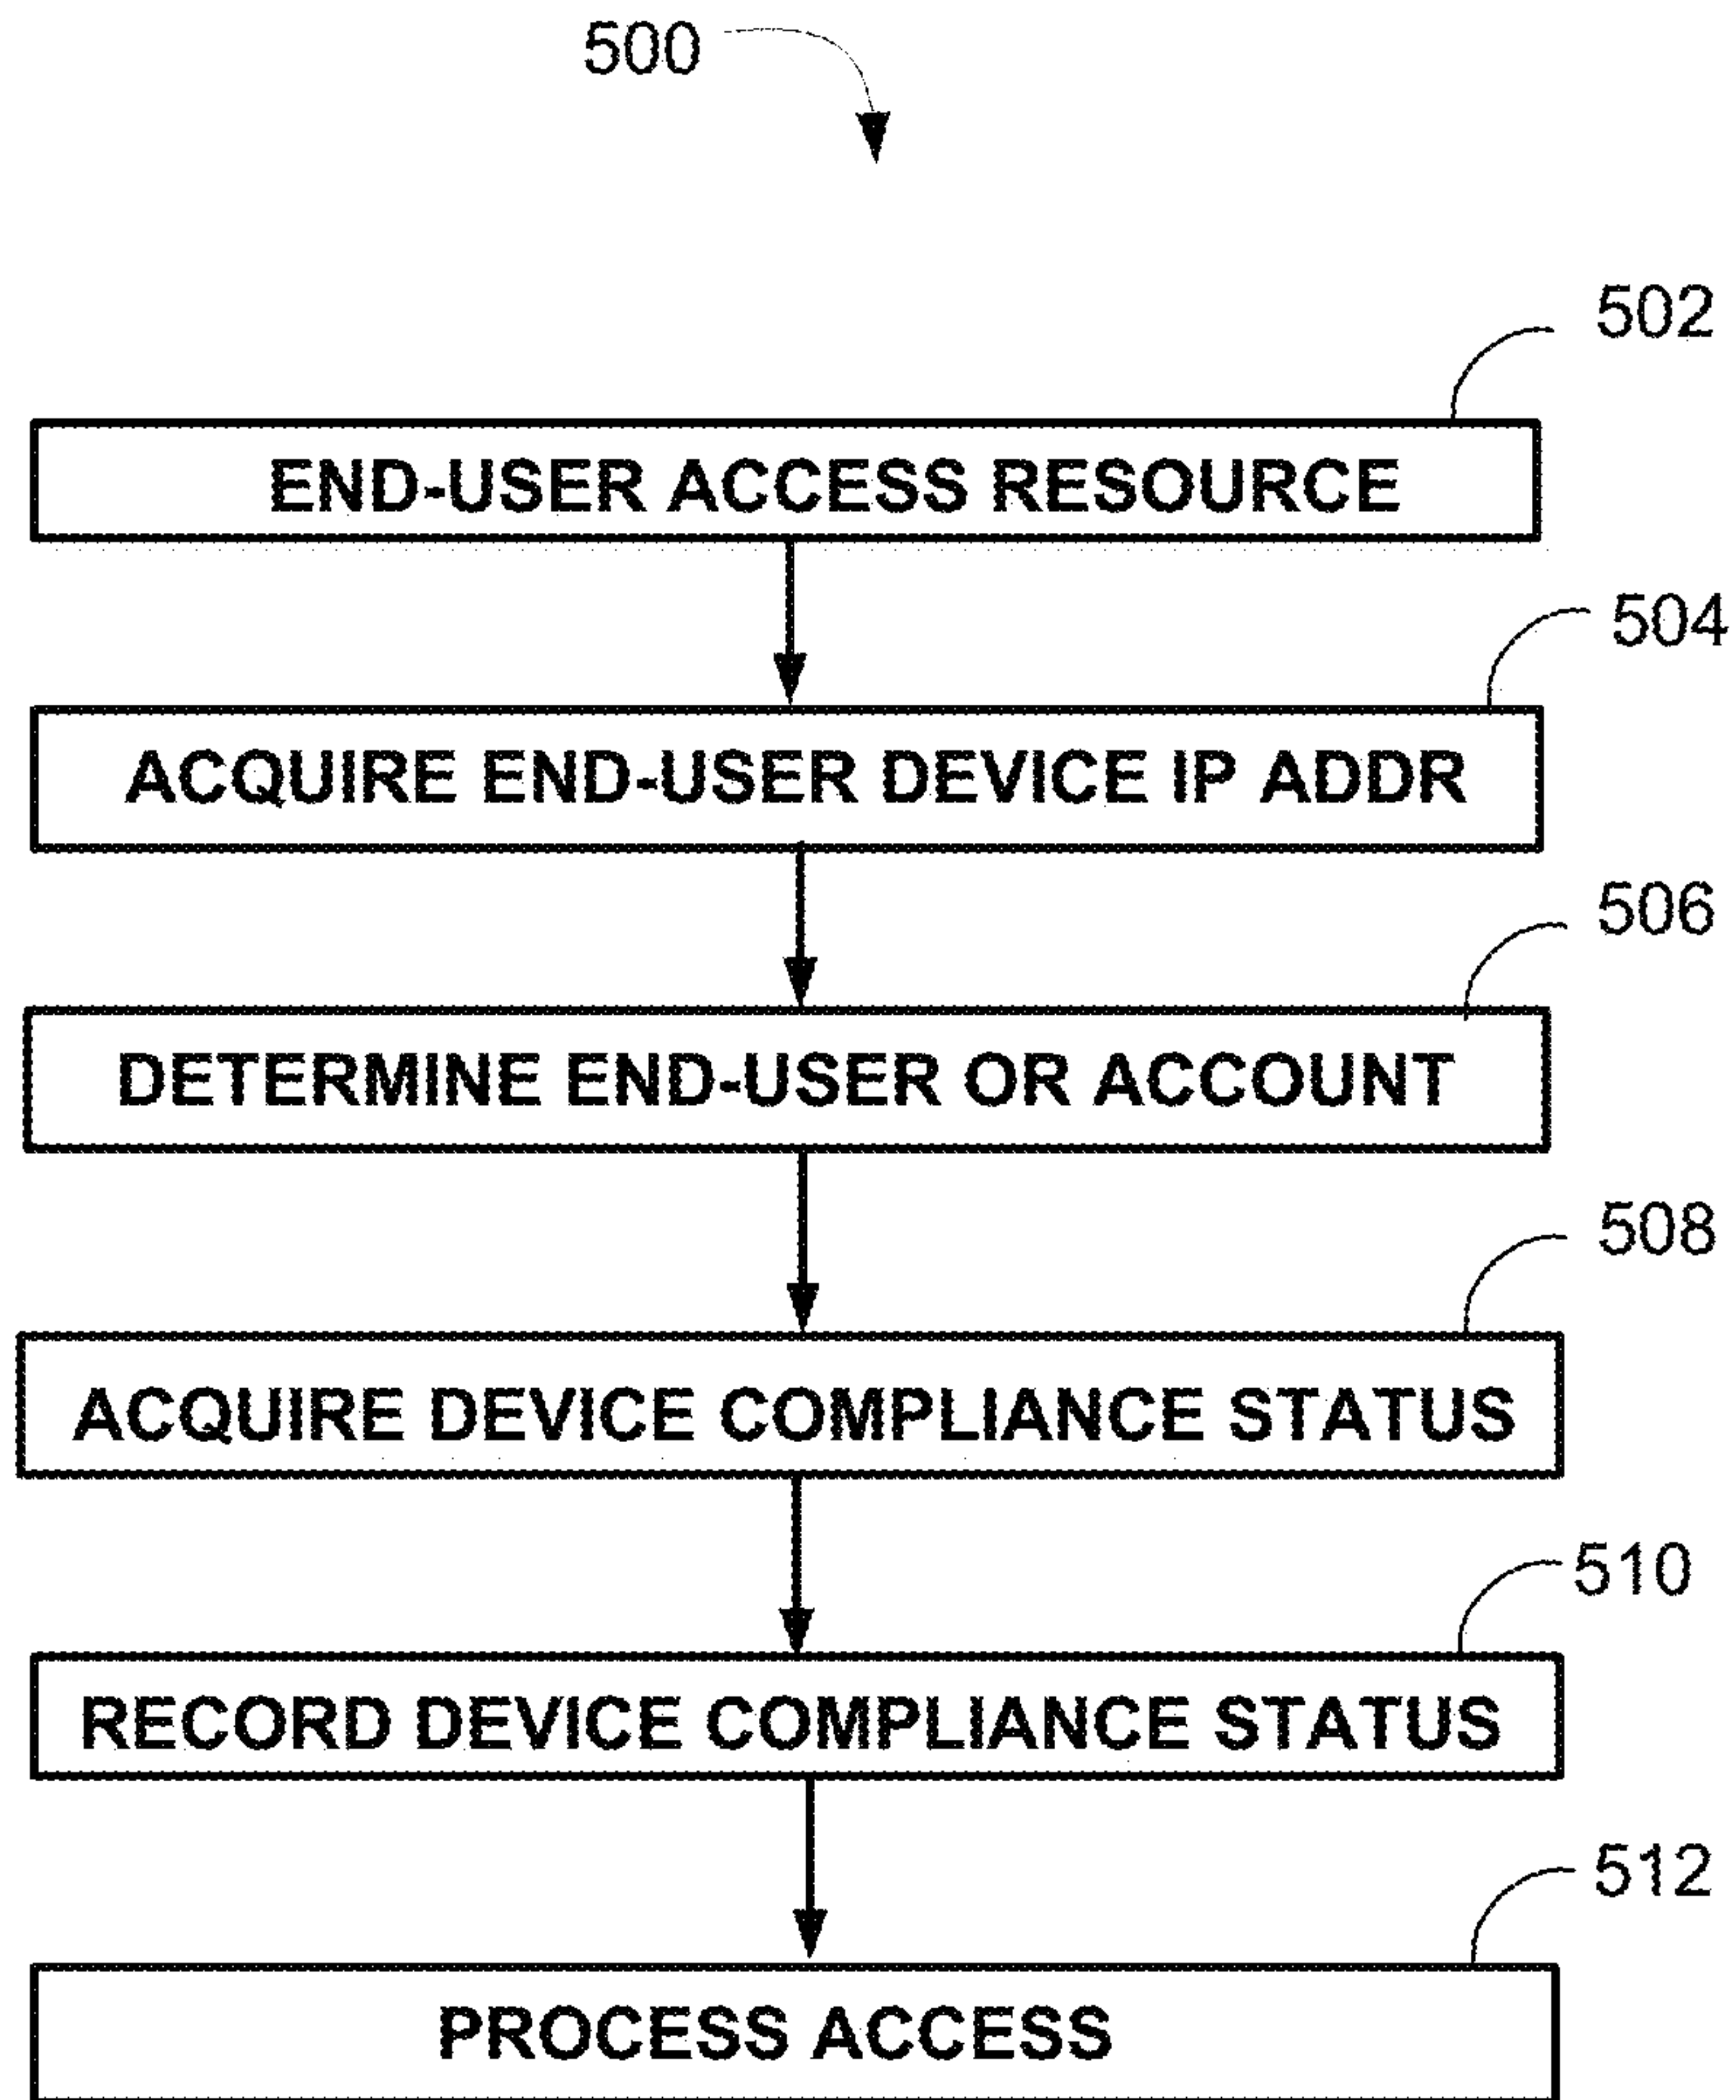 500
502
END-USER ACCESS RESOURCE
504
ACQUIRE END-USER DEVICE IP ADDR
506
DETERMINE END-USER OR ACCOUNT
508
ACQUIRE DEVICE COMPLIANCE STATUS
510
RECORD DEVICE COMPLIANCE STATUS
512
PROCESS ACCESS